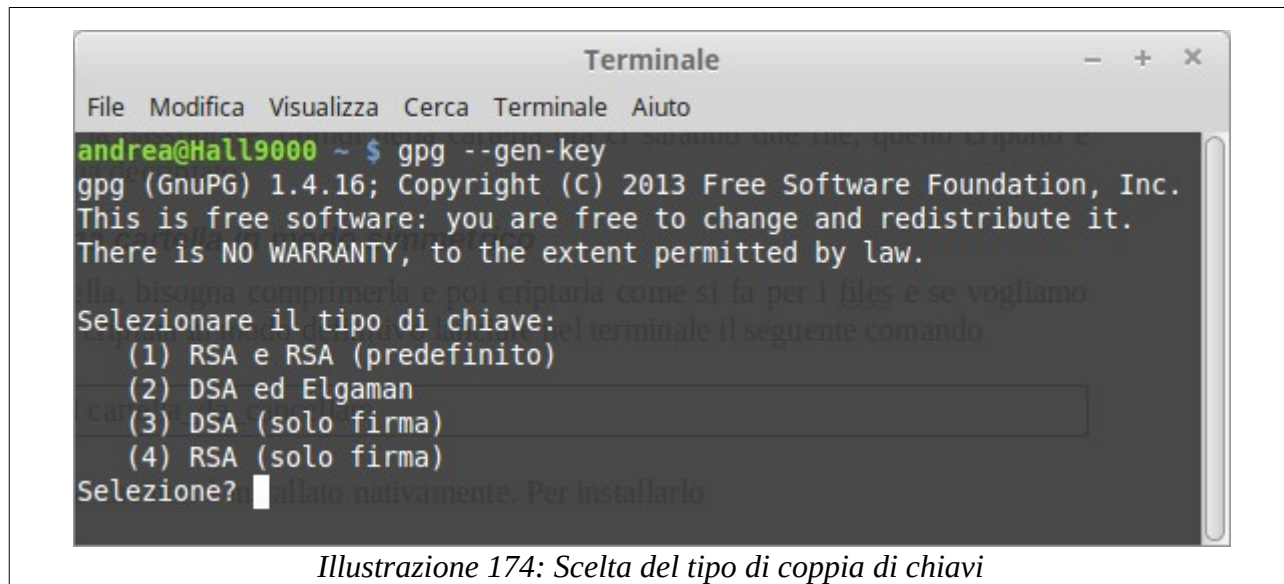 Terminale
File Modifica Visualizza Cerca Terminale Aiuto
andrea@Hall9000 ~ $ gpg --gen-key
gpg (GnuPG) 1.4.16; Copyright (C) 2013 Free Software Foundation, Inc.
This is free software: you are free to change and redistribute it.
There is NO WARRANTY, to the extent permitted by law.
Selezionare il tipo di chiave:
(1) RSA e RSA (predefinito)
(2) DSA ed Elgaman
(3) DSA (solo firma)
(4) RSA (solo firma)
Selezione?
Illustrazione 174: Scelta del tipo di coppia di chiavi